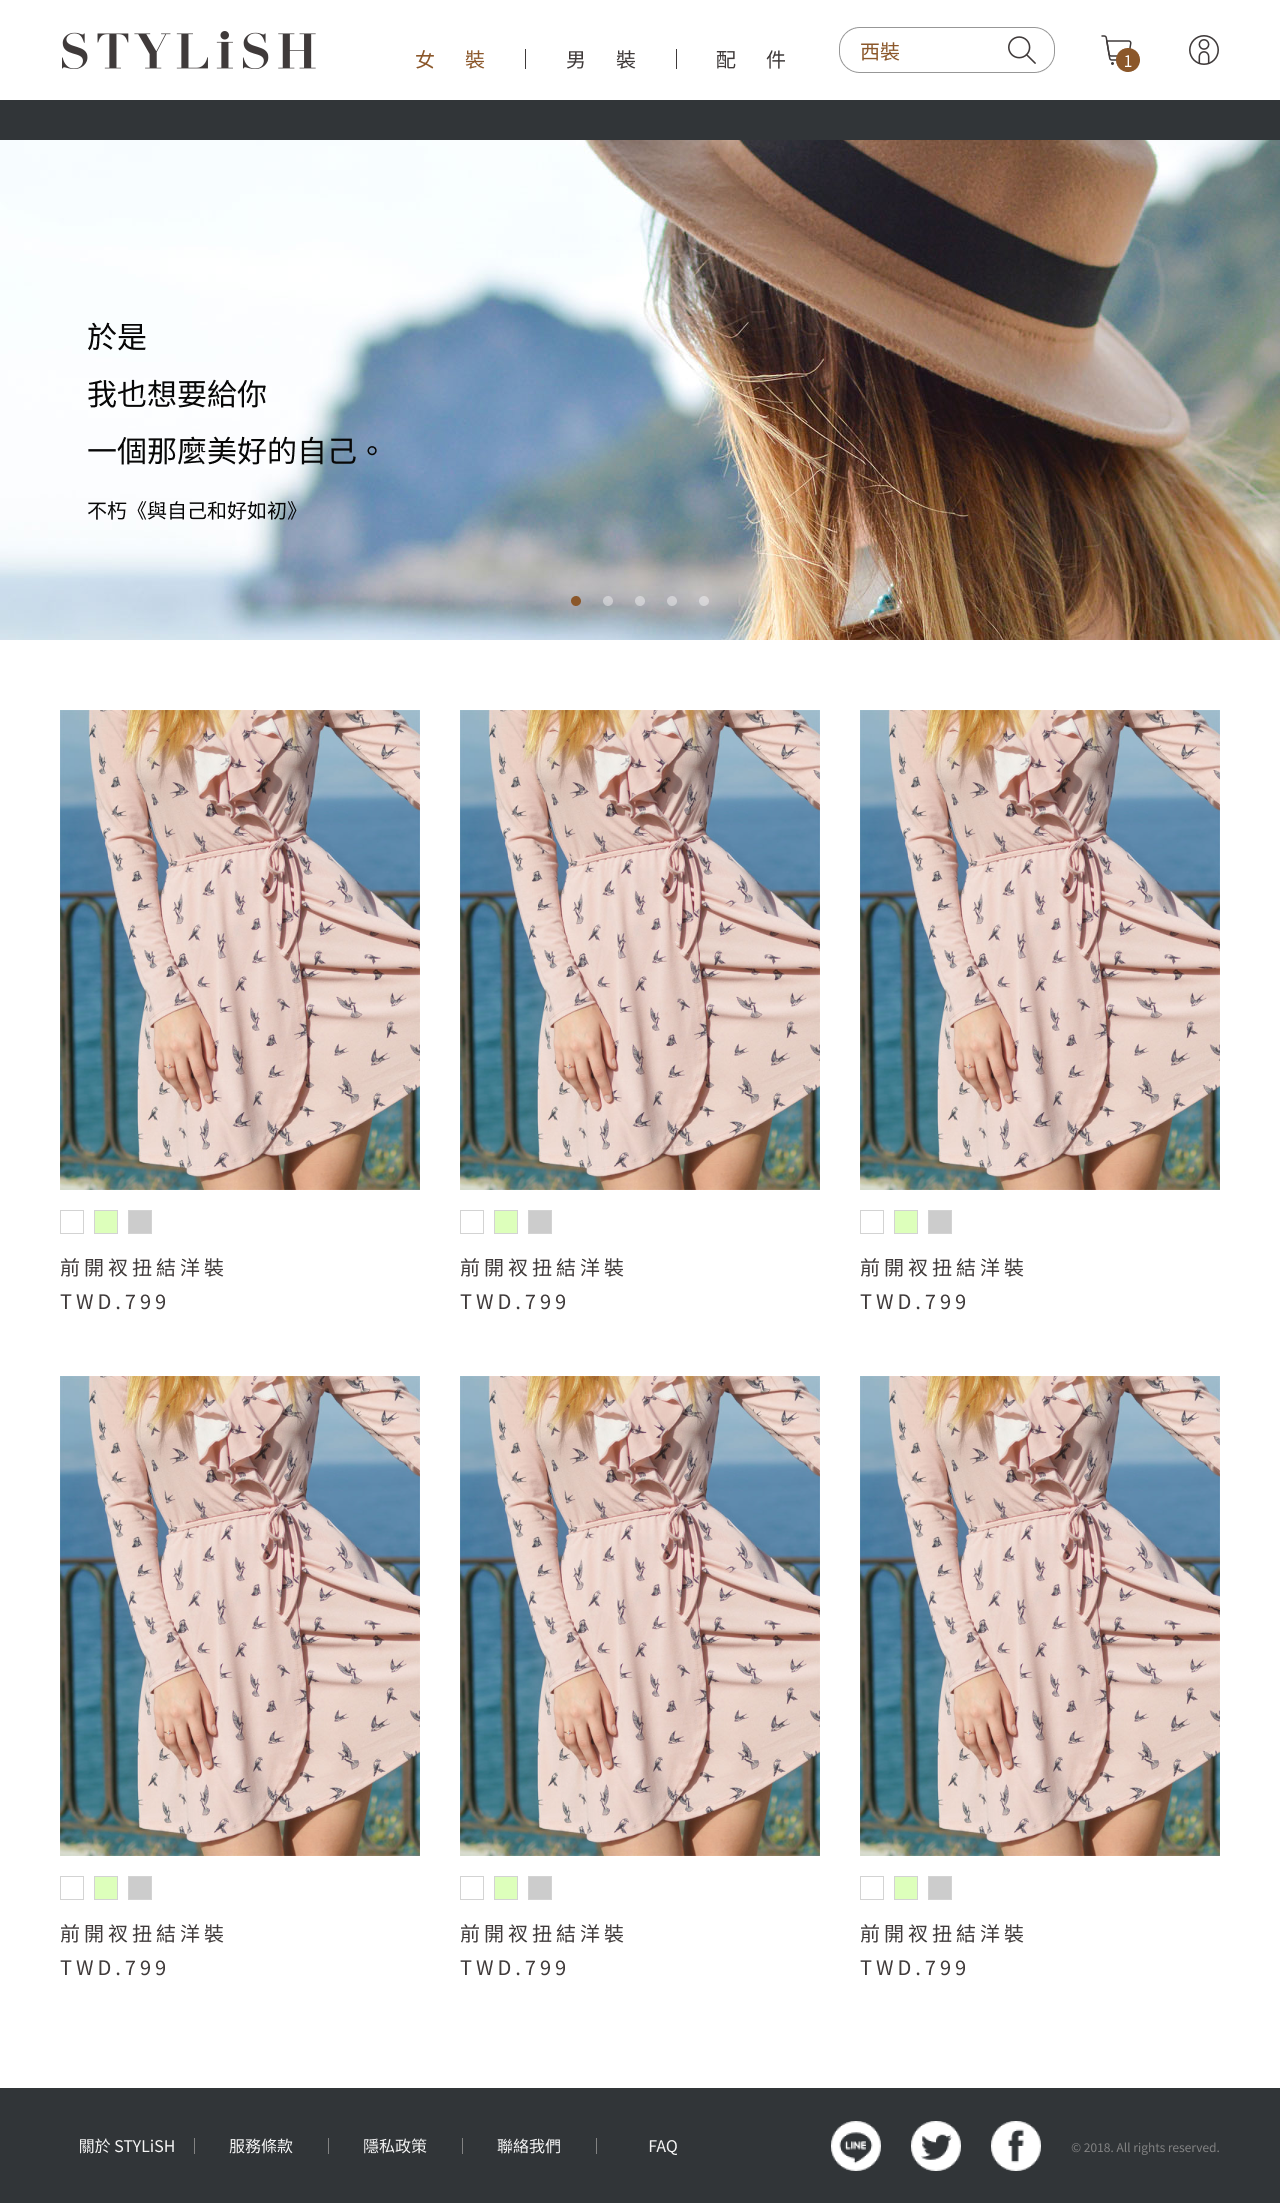 STYLiSH
女裝
男裝
配件
西裝
1
於是
我也想要給你
一個那麼美好的自己。
不朽《與自己和好如初》
前開衩扭結洋裝
TWD.799
前開衩扭結洋裝
TWD.799
前開衩扭結洋裝
TWD.799
前開衩扭結洋裝
TWD.799
前開衩扭結洋裝
TWD.799
前開衩扭結洋裝
TWD.799
關於 STYLiSH
服務條款
隱私政策
聯絡我們
FAQ
LINE
© 2018. All rights reserved.